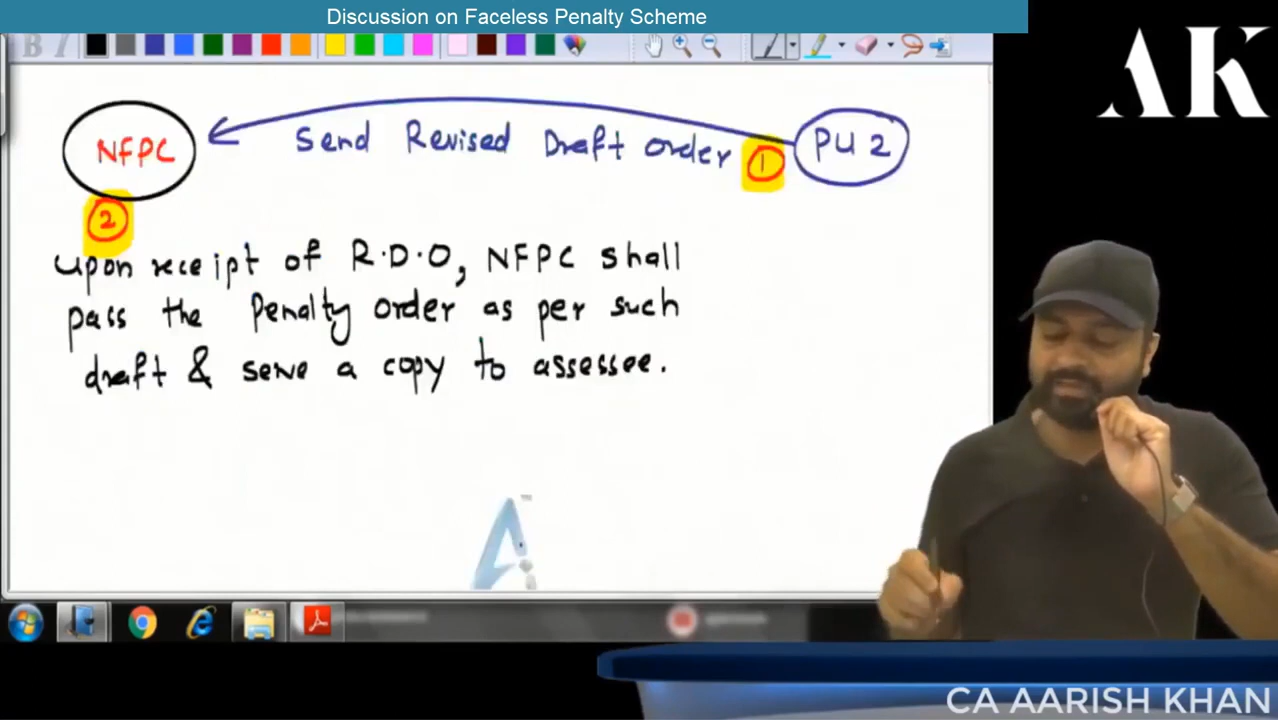 Discussion on Faceless Penalty Scheme
B I
AK
NFPC
Send Revised Draft order
1
PU 2
2
Upon receipt of R.D.O, NFPC shall
pass the Penalty order as per such
draft & serve a copy to assessee.
CA AARISH KHAN